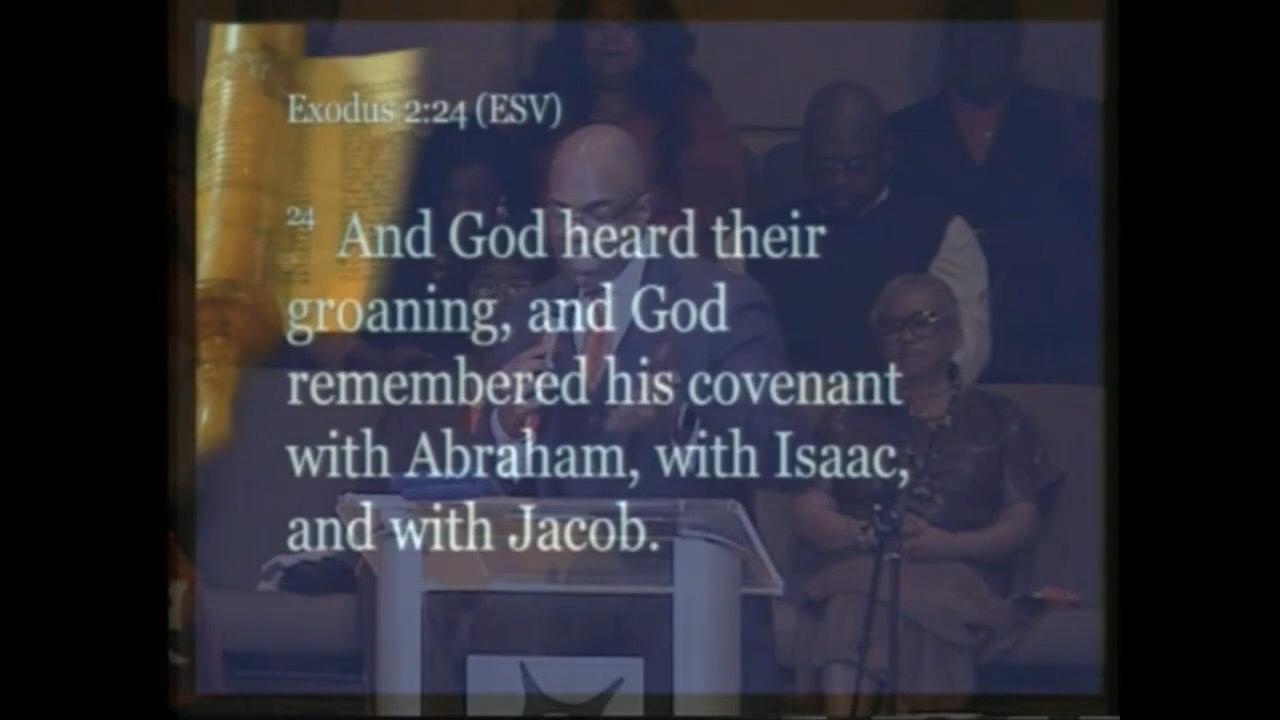 Exodus 2:24 (ESV)
24 And God heard their
groaning, and God
remembered his covenant
with Abraham, with Isaac,
and with Jacob.